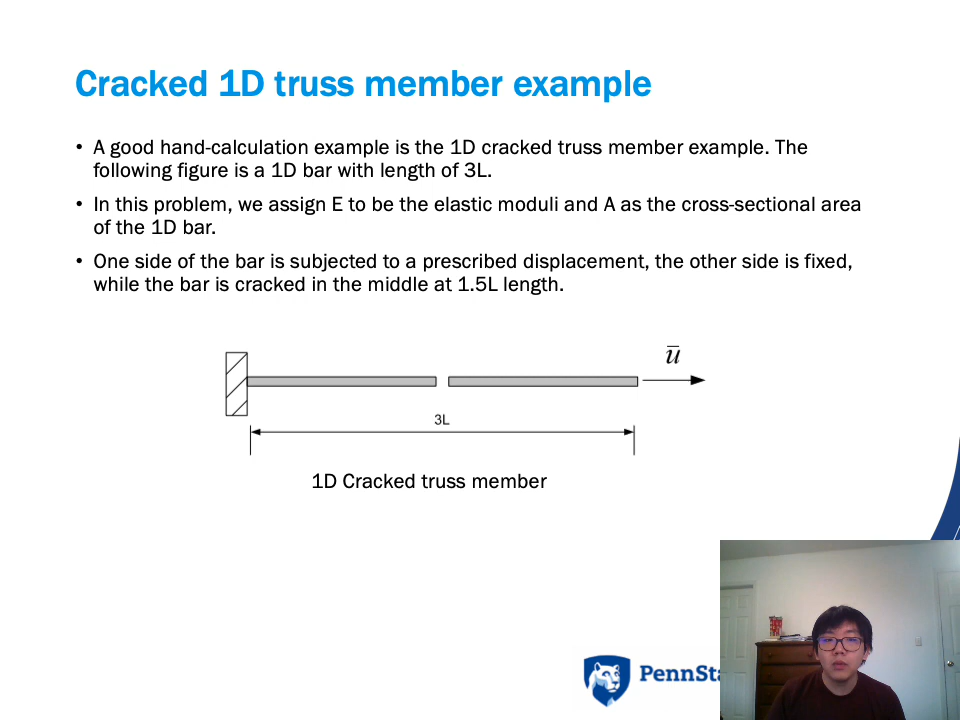 Cracked 1D truss member example
• A good hand-calculation example is the 1D cracked truss member example. The
following figure is a 1D bar with length of 3L.
• In this problem, we assign E to be the elastic moduli and A as the cross-sectional area
of the 1D bar.
• One side of the bar is subjected to a prescribed displacement, the other side is fixed,
while the bar is cracked in the middle at 1.5L length.
u̅
3L
1D Cracked truss member
PennSta